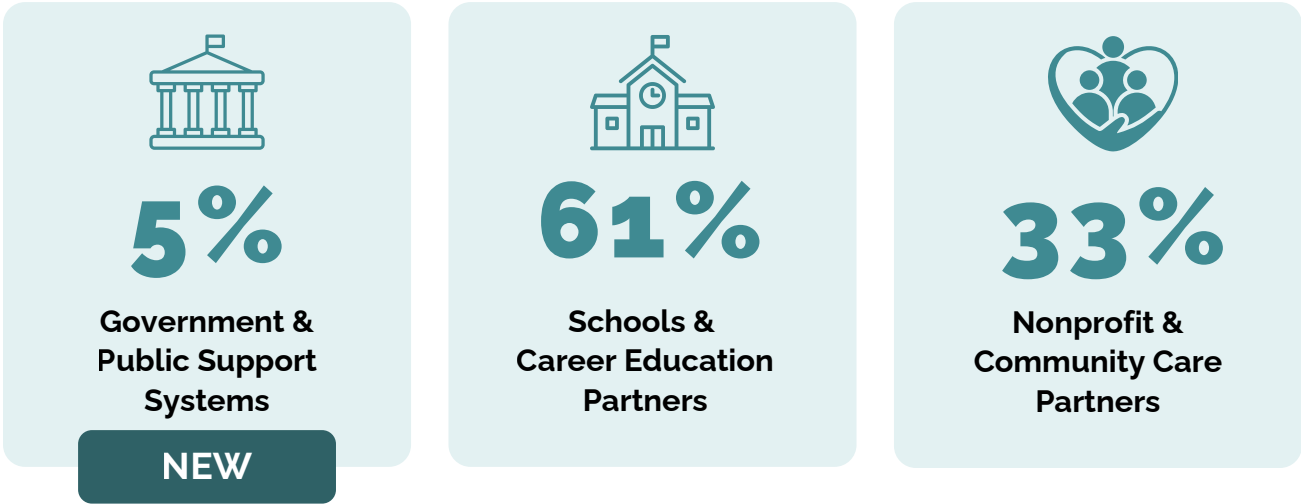 5%
Government &
Public Support
Systems
NEW
61%
Schools &
Career Education
Partners
33%
Nonprofit &
Community Care
Partners